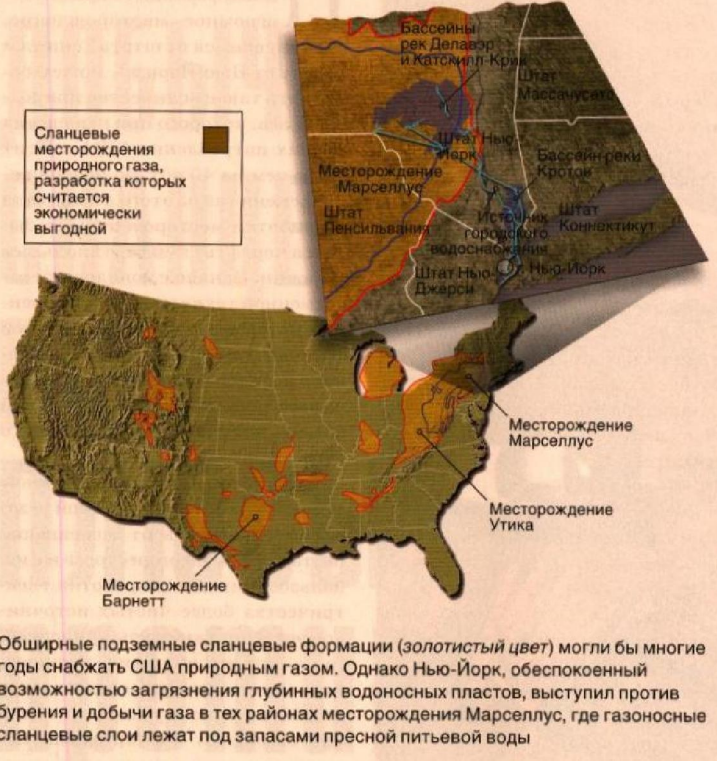 Бассейны
рек Делавэр
и Катскилл-Крик
Штат
Массачусетс
Сланцевые
месторождения
природного газа,
разработка которых
считается
экономически
выгодной
Штат Нью-
Йорк
Бассейн реки
Кротон
Месторождение
Марселлус
Штат
Пенсильвания
Источник
городского
водоснабжения
Штат
Коннектикут
Штат Нью-
Джерси
г. Нью-Йорк
Месторождение
Марселлус
Месторождение
Утика
Месторождение
Барнетт
Обширные подземные сланцевые формации (золотистый цвет) могли бы многие
годы снабжать США природным газом. Однако Нью-Йорк, обеспокоенный
возможностью загрязнения глубинных водоносных пластов, выступил против
бурения и добычи газа в тех районах месторождения Марселлус, где газоносные
сланцевые слои лежат под запасами пресной питьевой воды